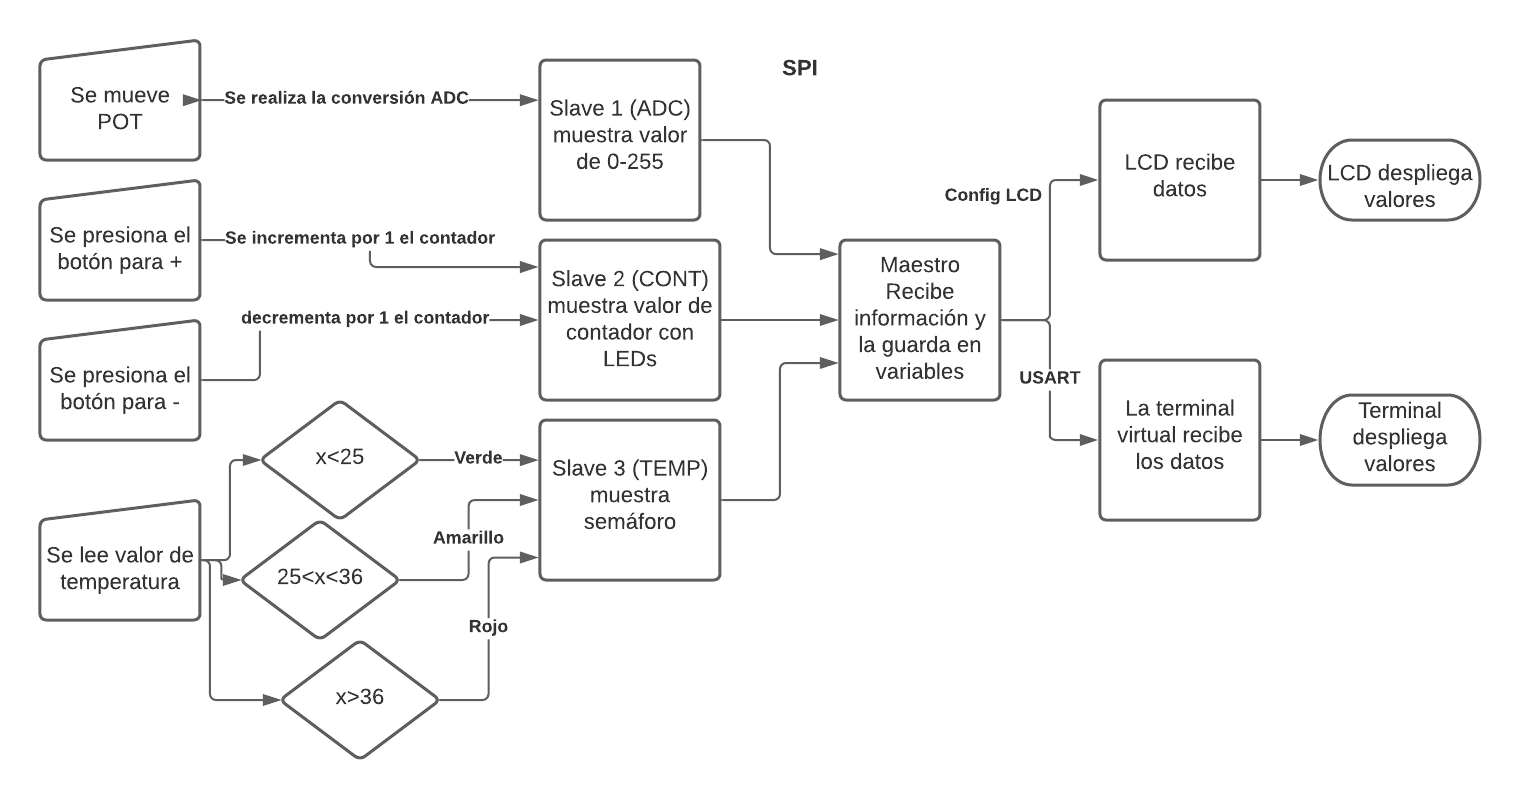 SPI
Se mueve
POT
Se realiza la conversión ADC
Slave 1 (ADC)
muestra valor
de 0-255
Se presiona el
botón para +
Se incrementa por 1 el contador
Se presiona el
botón para -
decrementa por 1 el contador
Slave 2 (CONT)
muestra valor de
contador con
LEDs
Se lee valor de
temperatura
x<25
Verde
25<x<36
Amarillo
x>36
Rojo
Slave 3 (TEMP)
muestra
semáforo
Maestro
Recibe
información y
la guarda en
variables
Config LCD
LCD recibe
datos
LCD despliega
valores
USART
La terminal
virtual recibe
los datos
Terminal
despliega
valores